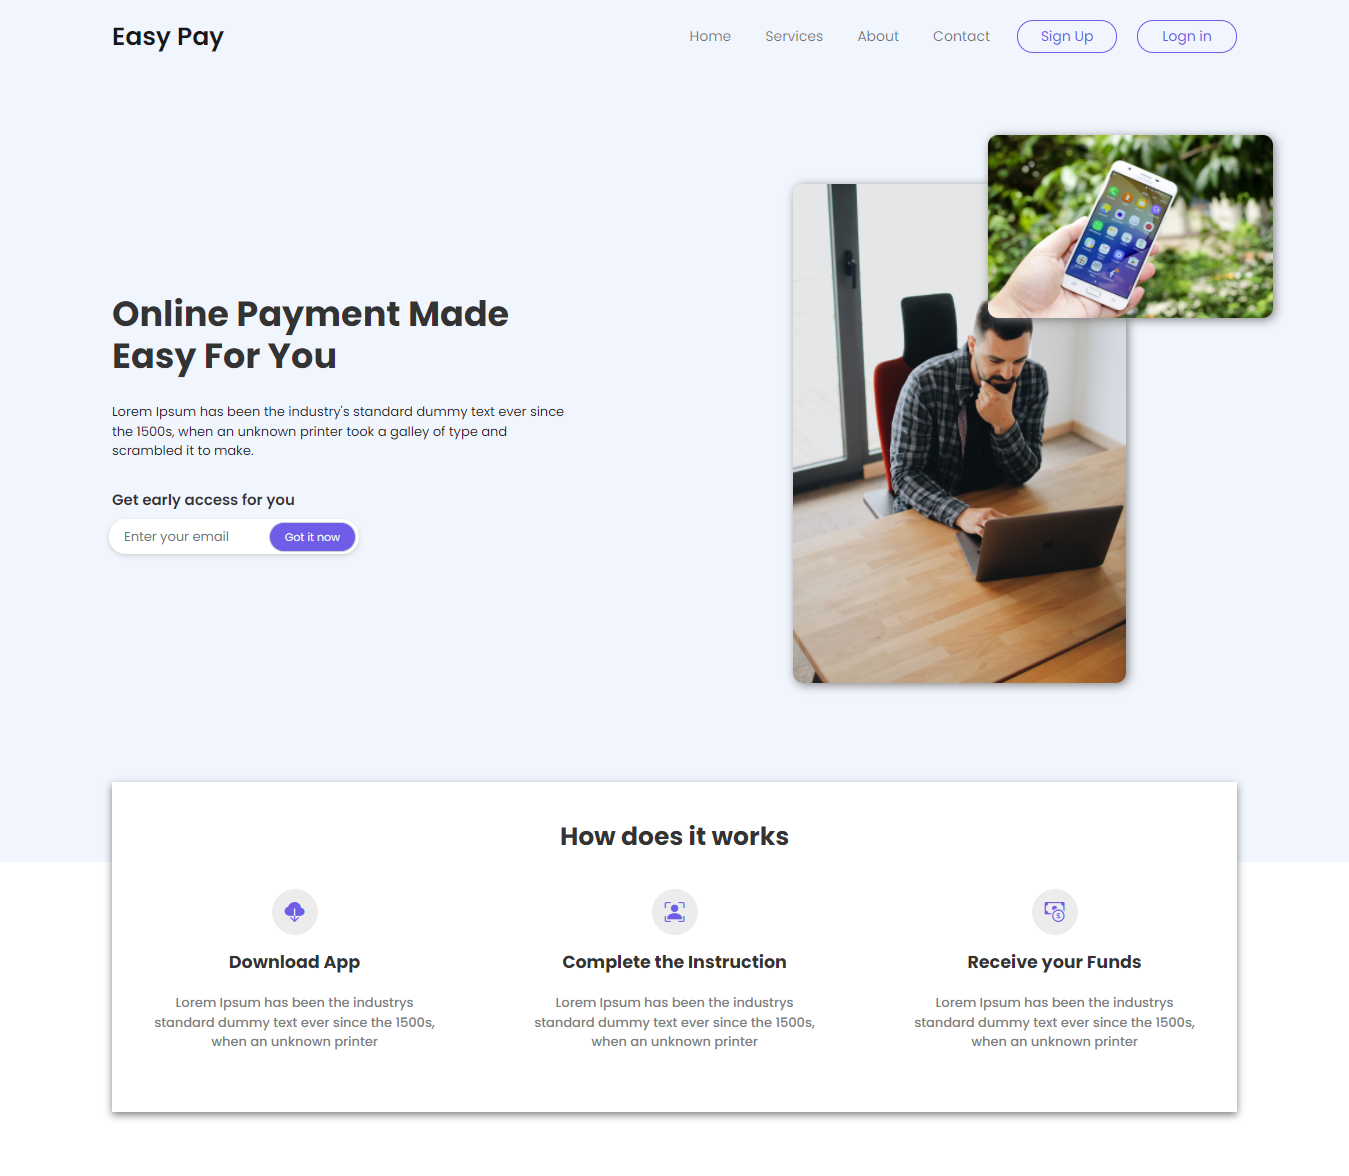 Easy Pay
Home Services About Contact Sign Up Logn in
Online Payment Made
Easy For You
Lorem Ipsum has been the industry's standard dummy text ever since
the 1500s, when an unknown printer took a galley of type and
scrambled it to make.
Get early access for you
Enter your email Got it now
How does it works
Download App
Lorem Ipsum has been the industrys
standard dummy text ever since the 1500s,
when an unknown printer
Complete the Instruction
Lorem Ipsum has been the industrys
standard dummy text ever since the 1500s,
when an unknown printer
Receive your Funds
Lorem Ipsum has been the industrys
standard dummy text ever since the 1500s,
when an unknown printer